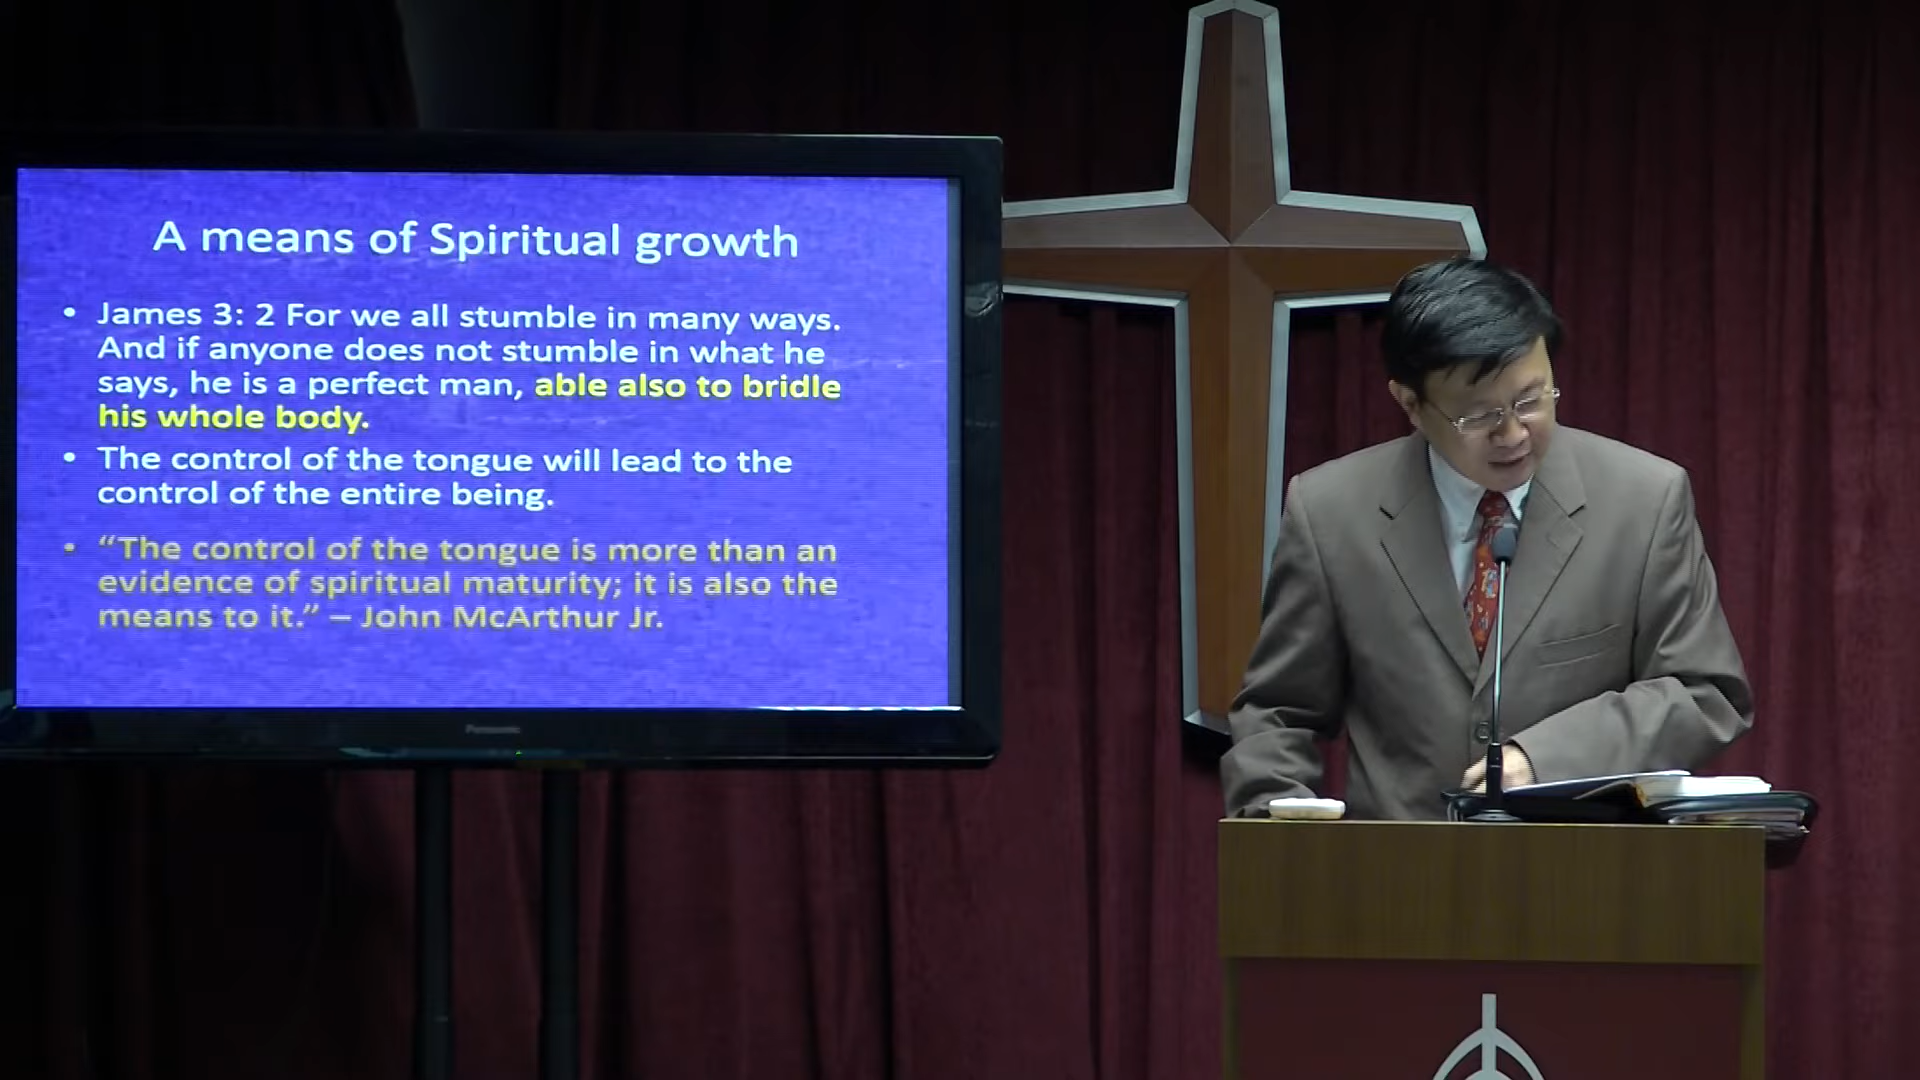 A means of Spiritual growth
• James 3: 2 For we all stumble in many ways.
And if anyone does not stumble in what he
says, he is a perfect man, able also to bridle
his whole body.
• The control of the tongue will lead to the
control of the entire being.
• “The control of the tongue is more than an
evidence of spiritual maturity; it is also the
means to it.” – John McArthur Jr.
Panasonic